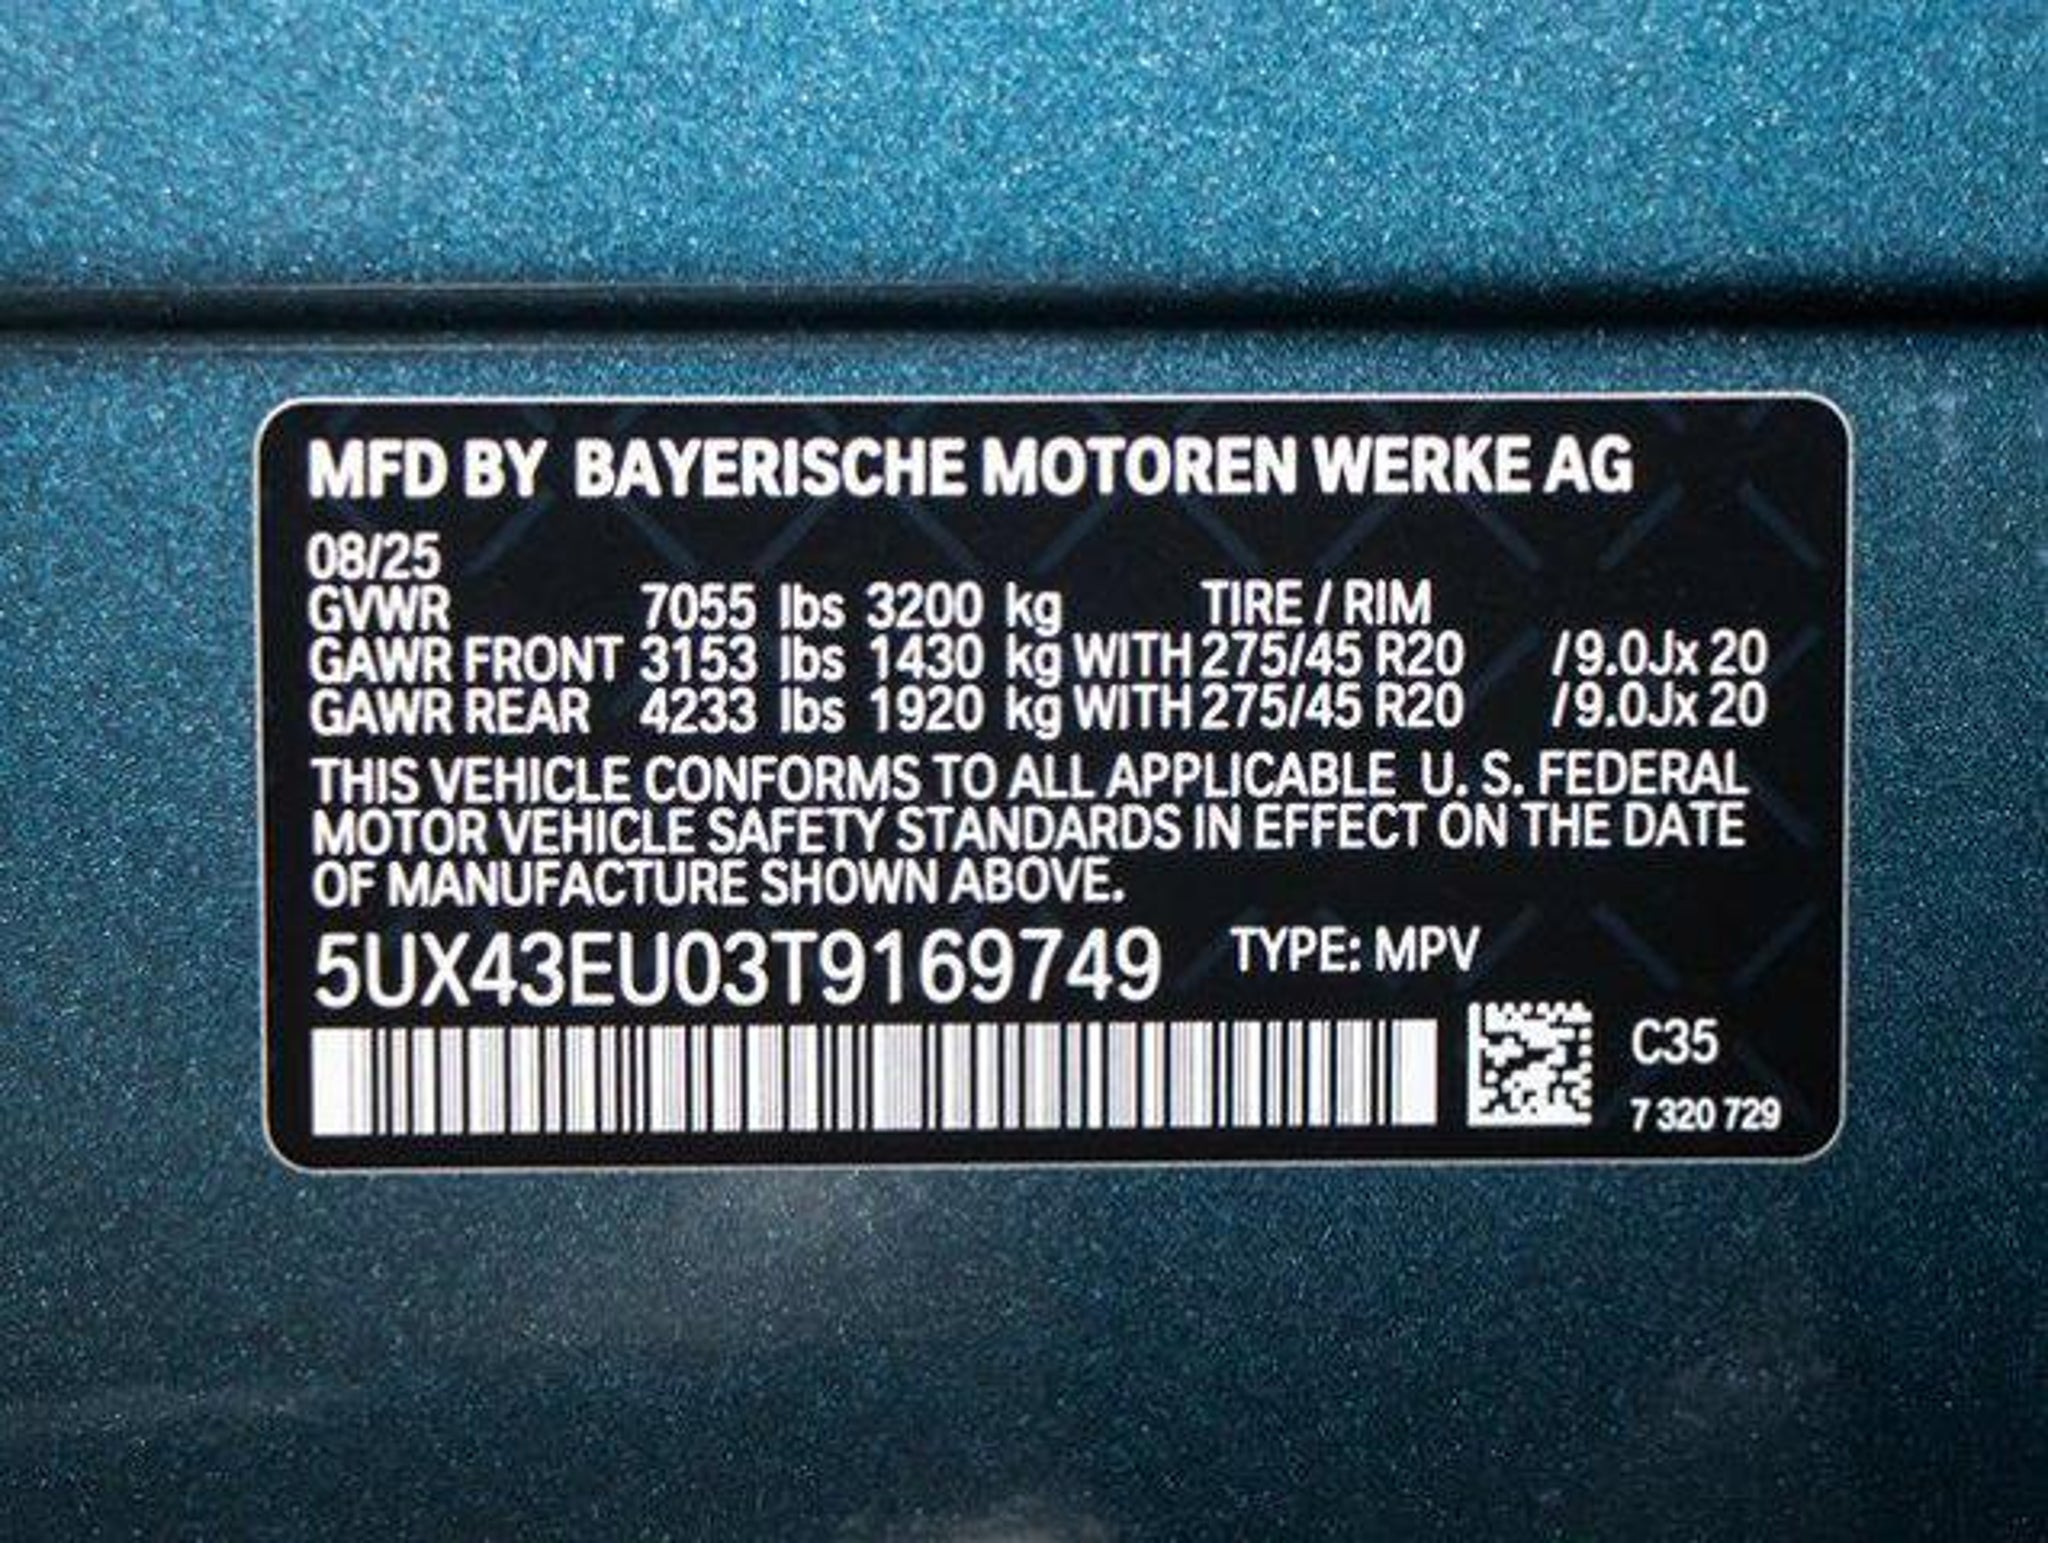 MFD BY BAYERISCHE MOTOREN WERKE AG
08/25
GVWR 7055 lbs 3200 kg TIRE / RIM
GAWR FRONT 3153 lbs 1430 kg WITH 275/45 R20 /9.0Jx 20
GAWR REAR 4233 lbs 1920 kg WITH 275/45 R20 /9.0Jx 20
THIS VEHICLE CONFORMS TO ALL APPLICABLE U. S. FEDERAL
MOTOR VEHICLE SAFETY STANDARDS IN EFFECT ON THE DATE
OF MANUFACTURE SHOWN ABOVE.
5UX43EU03T9169749 TYPE: MPV
C35
7 320 729